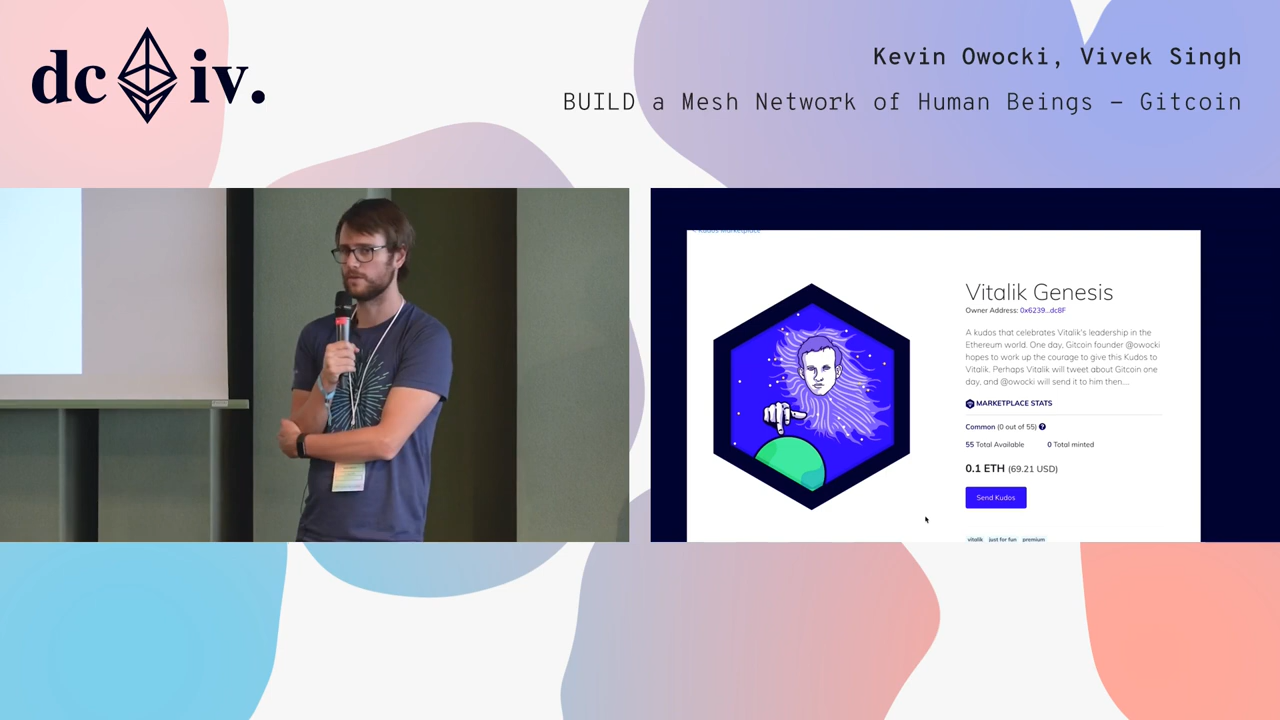 dc iv.
Kevin Owocki, Vivek Singh
BUILD a Mesh Network of Human Beings – Gitcoin
< Kudos Marketplace
Vitalik Genesis
Owner Address: 0x6239...dc8F
A kudos that celebrates Vitalik's leadership in the
Ethereum world. One day, Gitcoin founder @owocki
hopes to work up the courage to give this Kudos to
Vitalik. Perhaps Vitalik will tweet about Gitcoin one
day, and @owocki will send it to him then....
MARKETPLACE STATS
Common (0 out of 55) ?
55 Total Available 0 Total minted
0.1 ETH (69.21 USD)
Send Kudos
vitalik just for fun premium